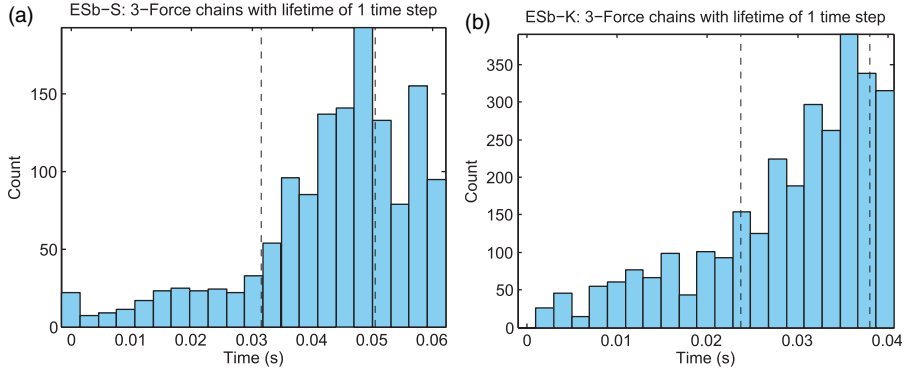 (a)
ESb−S: 3−Force chains with lifetime of 1 time step
150
100
50
0
Count
0 0.01 0.02 0.03 0.04 0.05 0.06
Time (s)
(b)
ESb−K: 3−Force chains with lifetime of 1 time step
350
300
250
200
150
100
50
0
Count
0 0.01 0.02 0.03 0.04
Time (s)